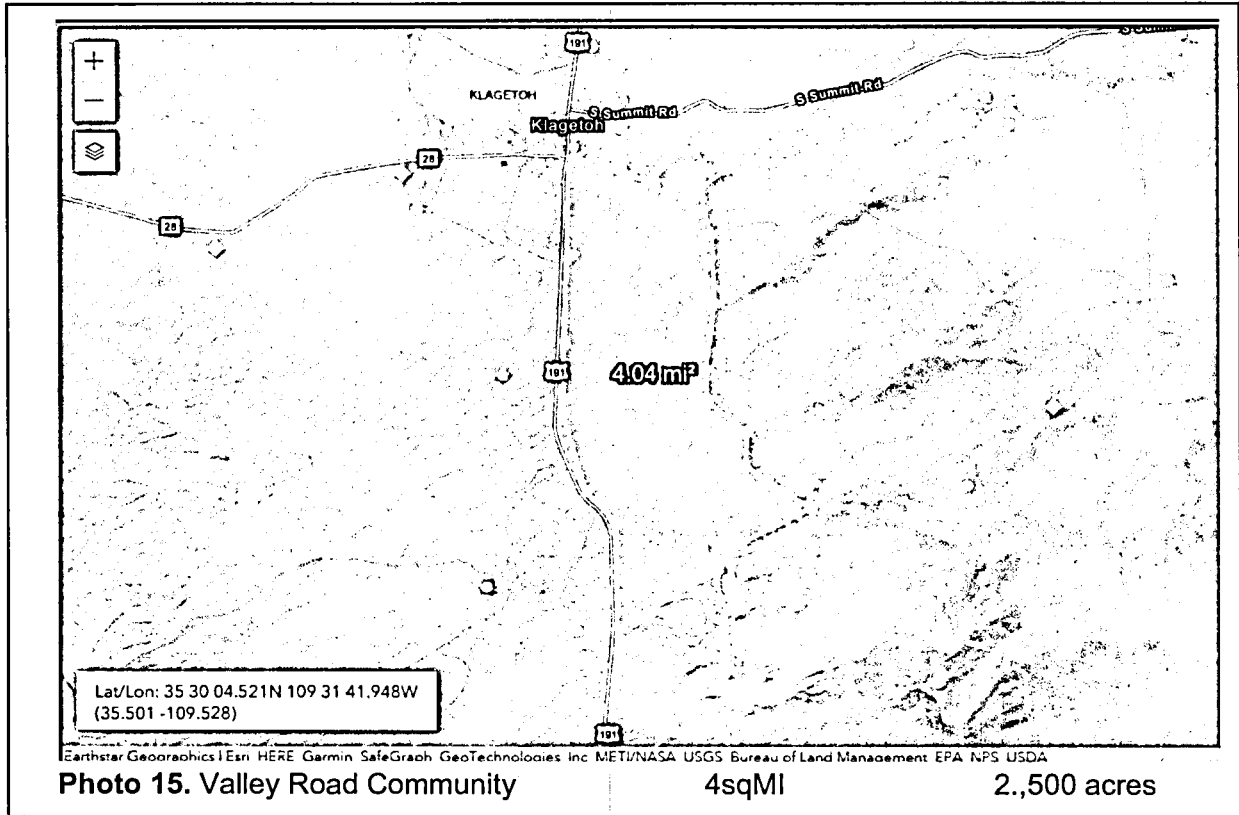 +
191
S Summ
−
KLAGETOH
S Summit Rd
S Summit Rd
Klagetoh
28
28
191
4.04 mi²
Lat/Lon: 35 30 04.521N 109 31 41.948W
(35.501 -109.528)
191
Earthstar Geographics | Esri HERE Garmin SafeGraph GeoTechnologies Inc METI/NASA USGS Bureau of Land Management EPA NPS USDA
Photo 15. Valley Road Community 4sqMI 2.,500 acres